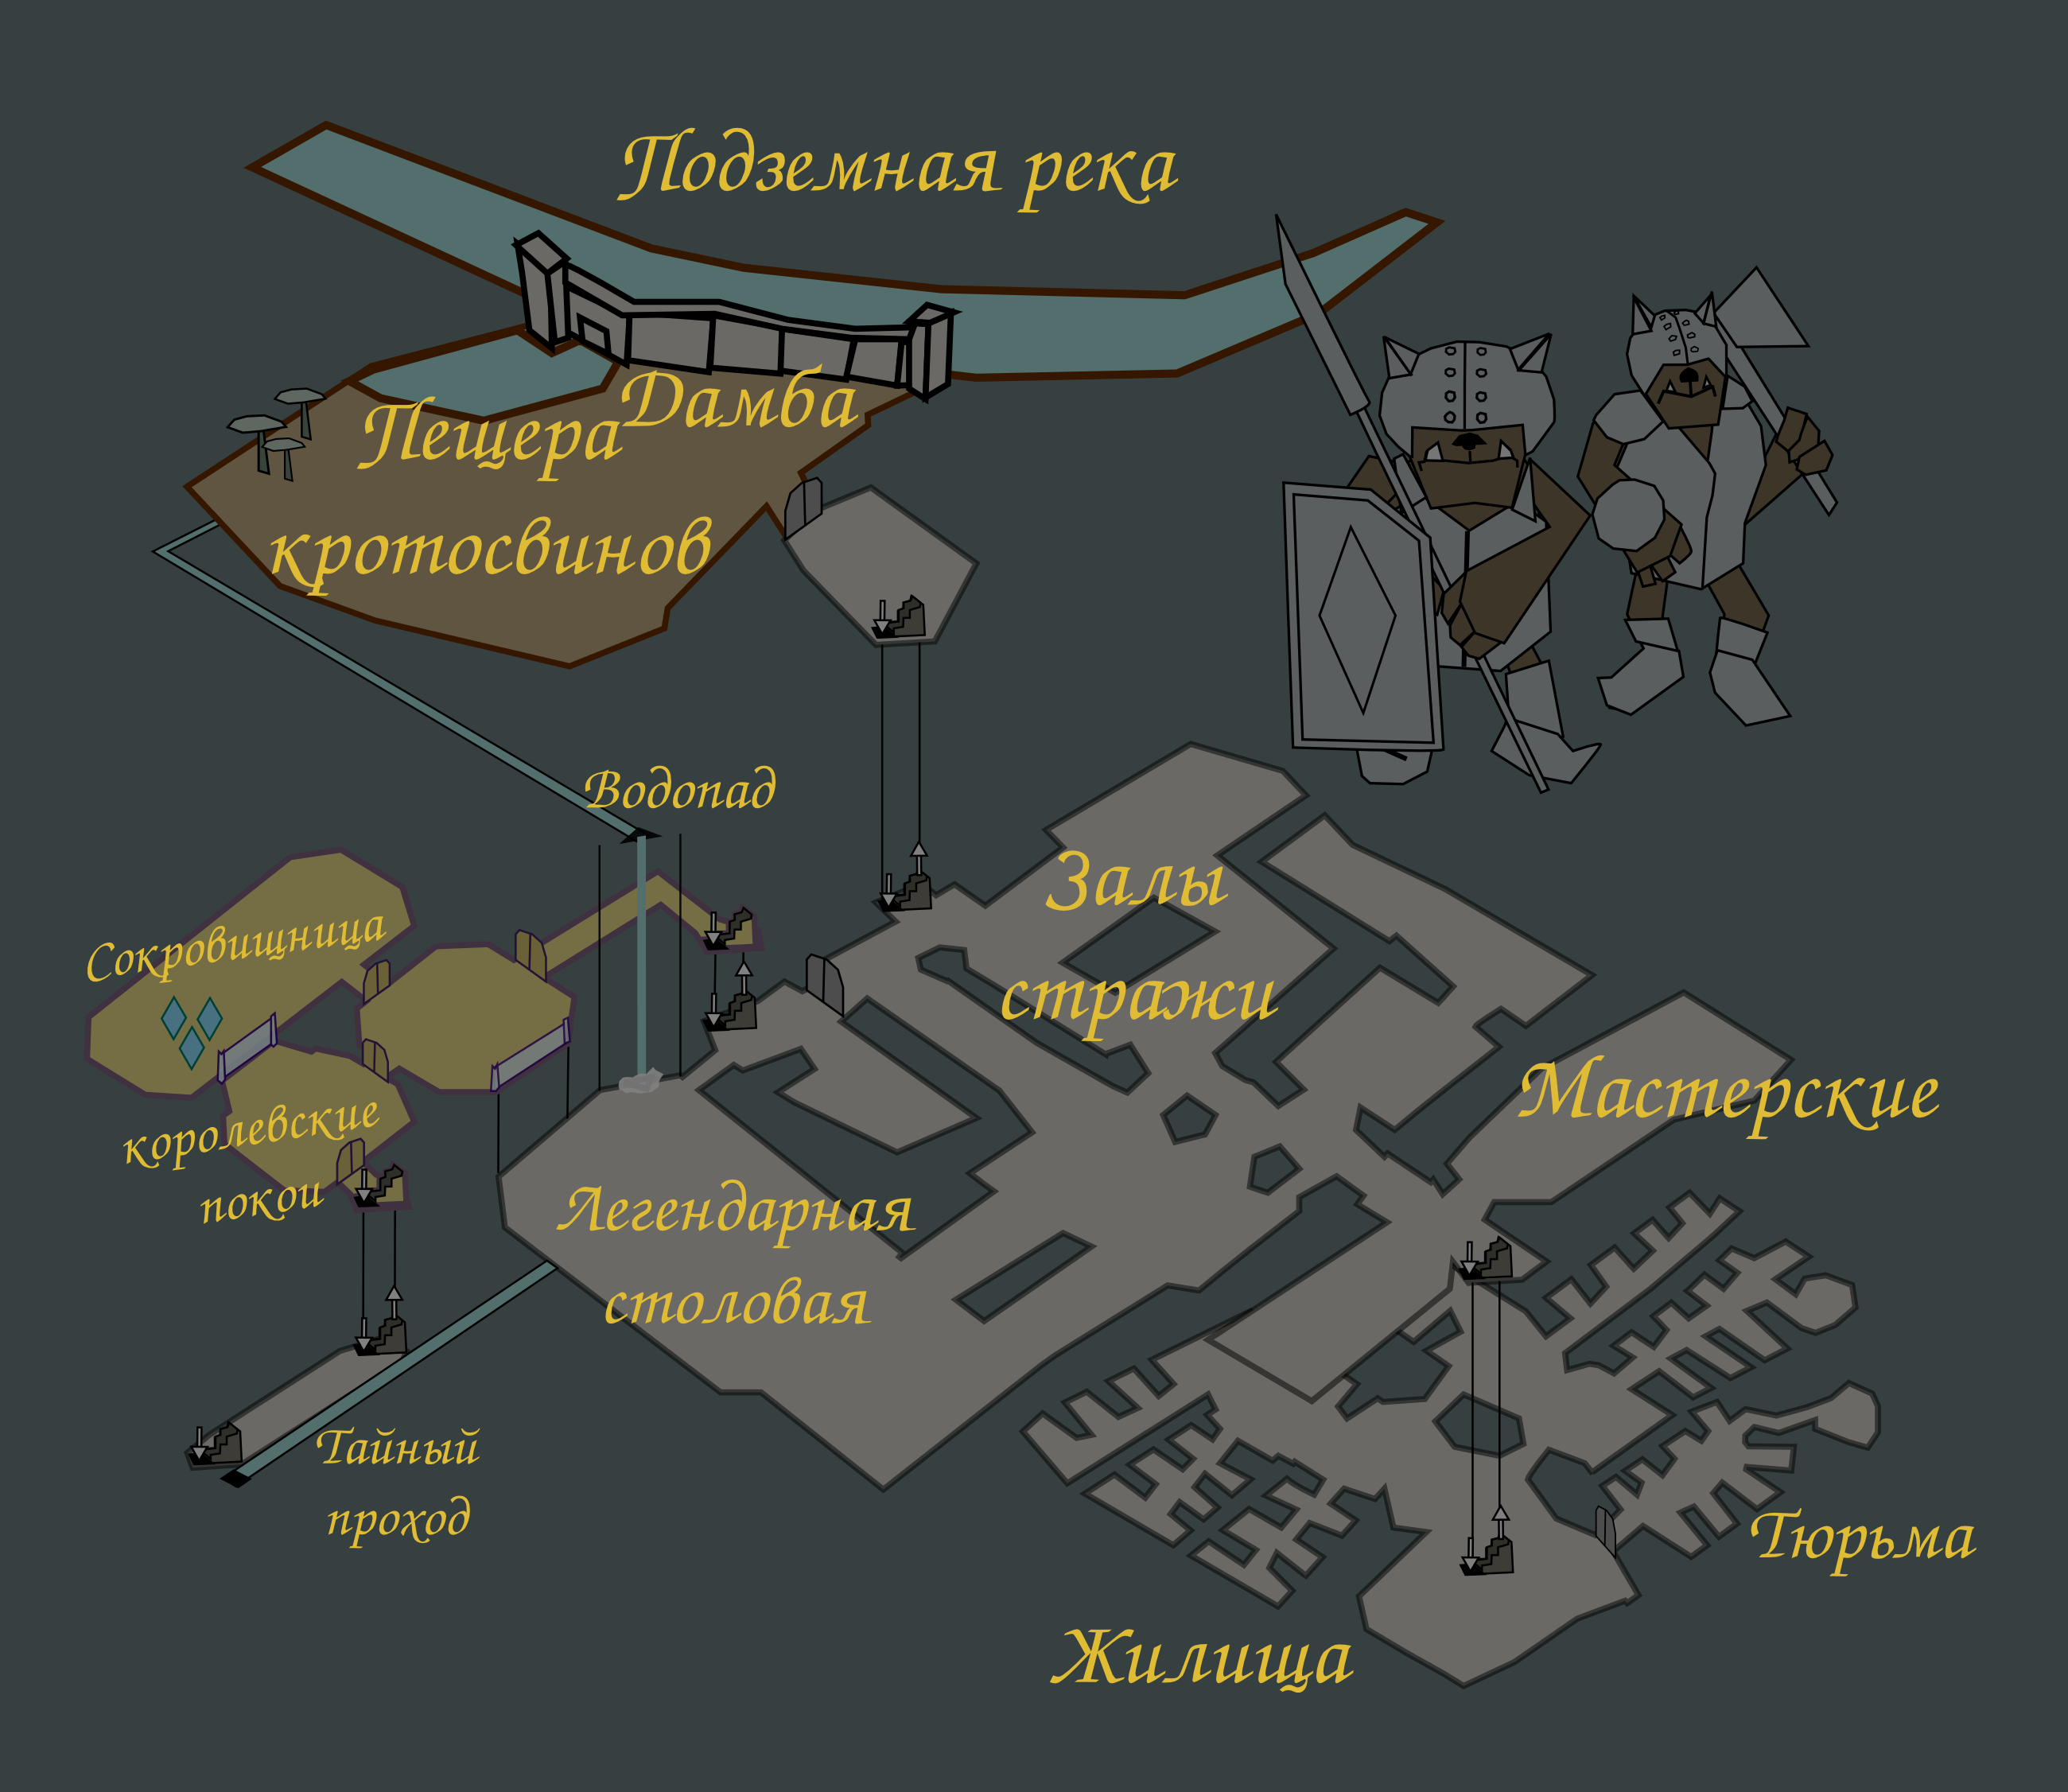 Подземная река
Дамба
Пещера
кротосвинов
Водопад
Залы
стражи
Сокровищница
Мастерские
королевские
покои
Легендарная
столовая
Тайный
проход
Тюрьма
Жилища